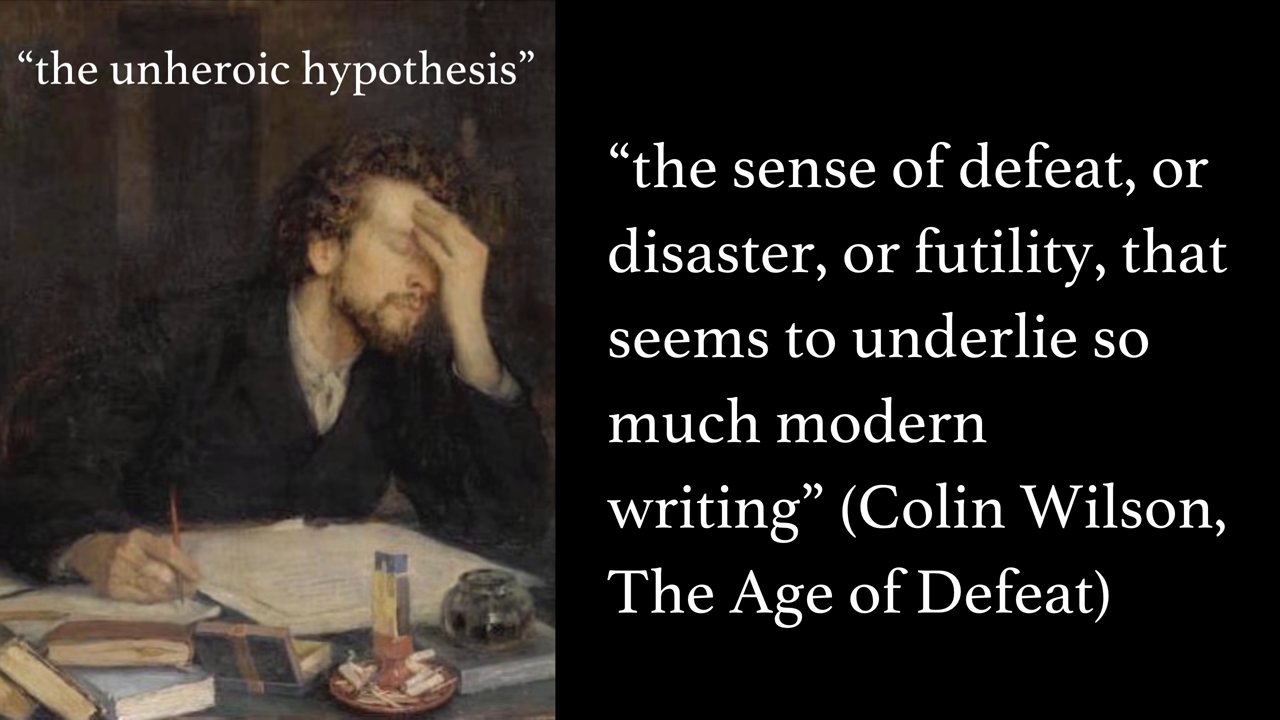 “the unheroic hypothesis”
“the sense of defeat, or
disaster, or futility, that
seems to underlie so
much modern
writing” (Colin Wilson,
The Age of Defeat)